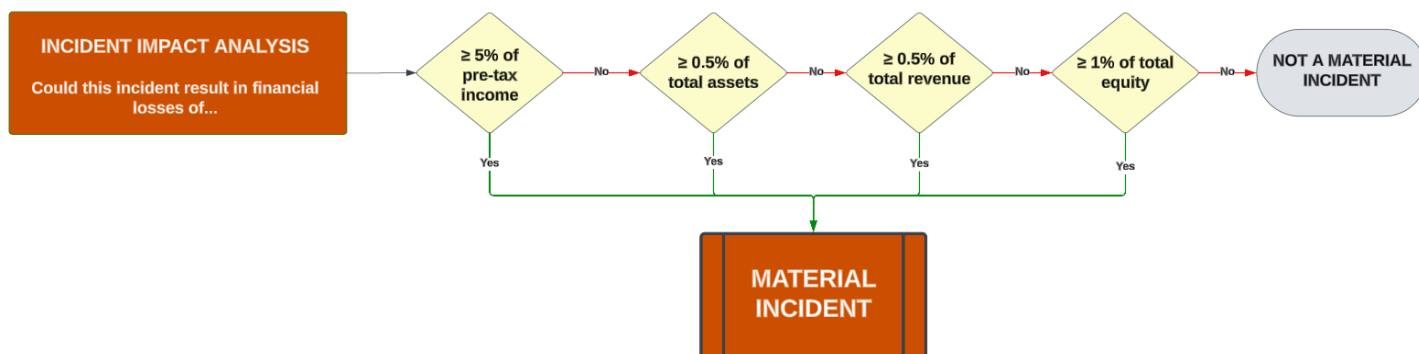 INCIDENT IMPACT ANALYSIS
Could this incident result in financial
losses of...
≥ 5% of
pre-tax
income
No
≥ 0.5% of
total assets
No
≥ 0.5% of
total revenue
No
≥ 1% of total
equity
No
NOT A MATERIAL
INCIDENT
Yes
Yes
Yes
Yes
MATERIAL
INCIDENT